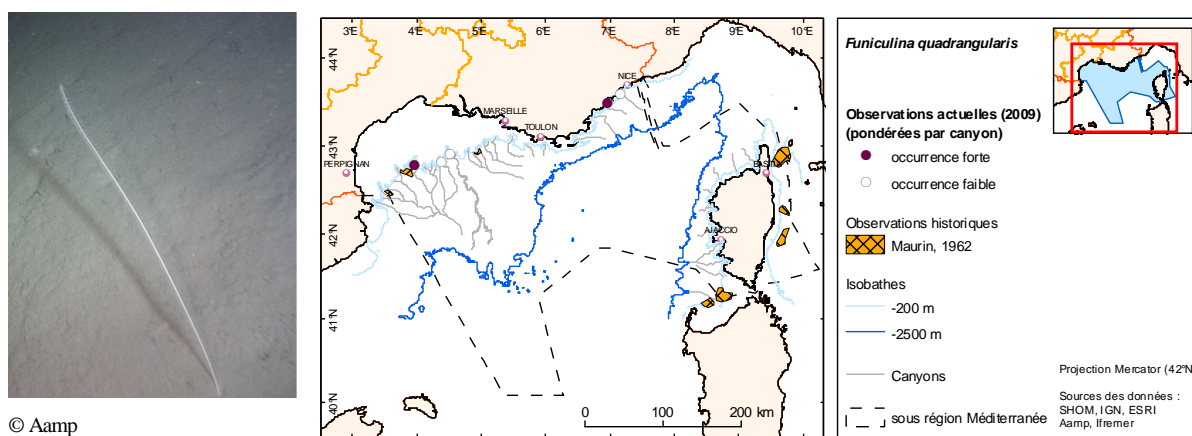 © Aamp
3'E 4'E 5'E 6'E 7'E 8'E 9'E 10'E
44'N
43'N
42'N
41'N
40'N
NICE
MARSEILLE
TOULON
PERPIGNAN
BASTIA
AJACCIO
0 100 200 km
Funiculina quadrangularis
Observations actuelles (2009)
(pondérées par canyon)
occurrence forte
occurrence faible
Observations historiques
Maurin, 1962
Isobathes
-200 m
-2500 m
Canyons
sous région Méditerranée
Projection Mercator (42°N
Sources des données :
SHOM, IGN, ESRI
Aamp, Ifremer